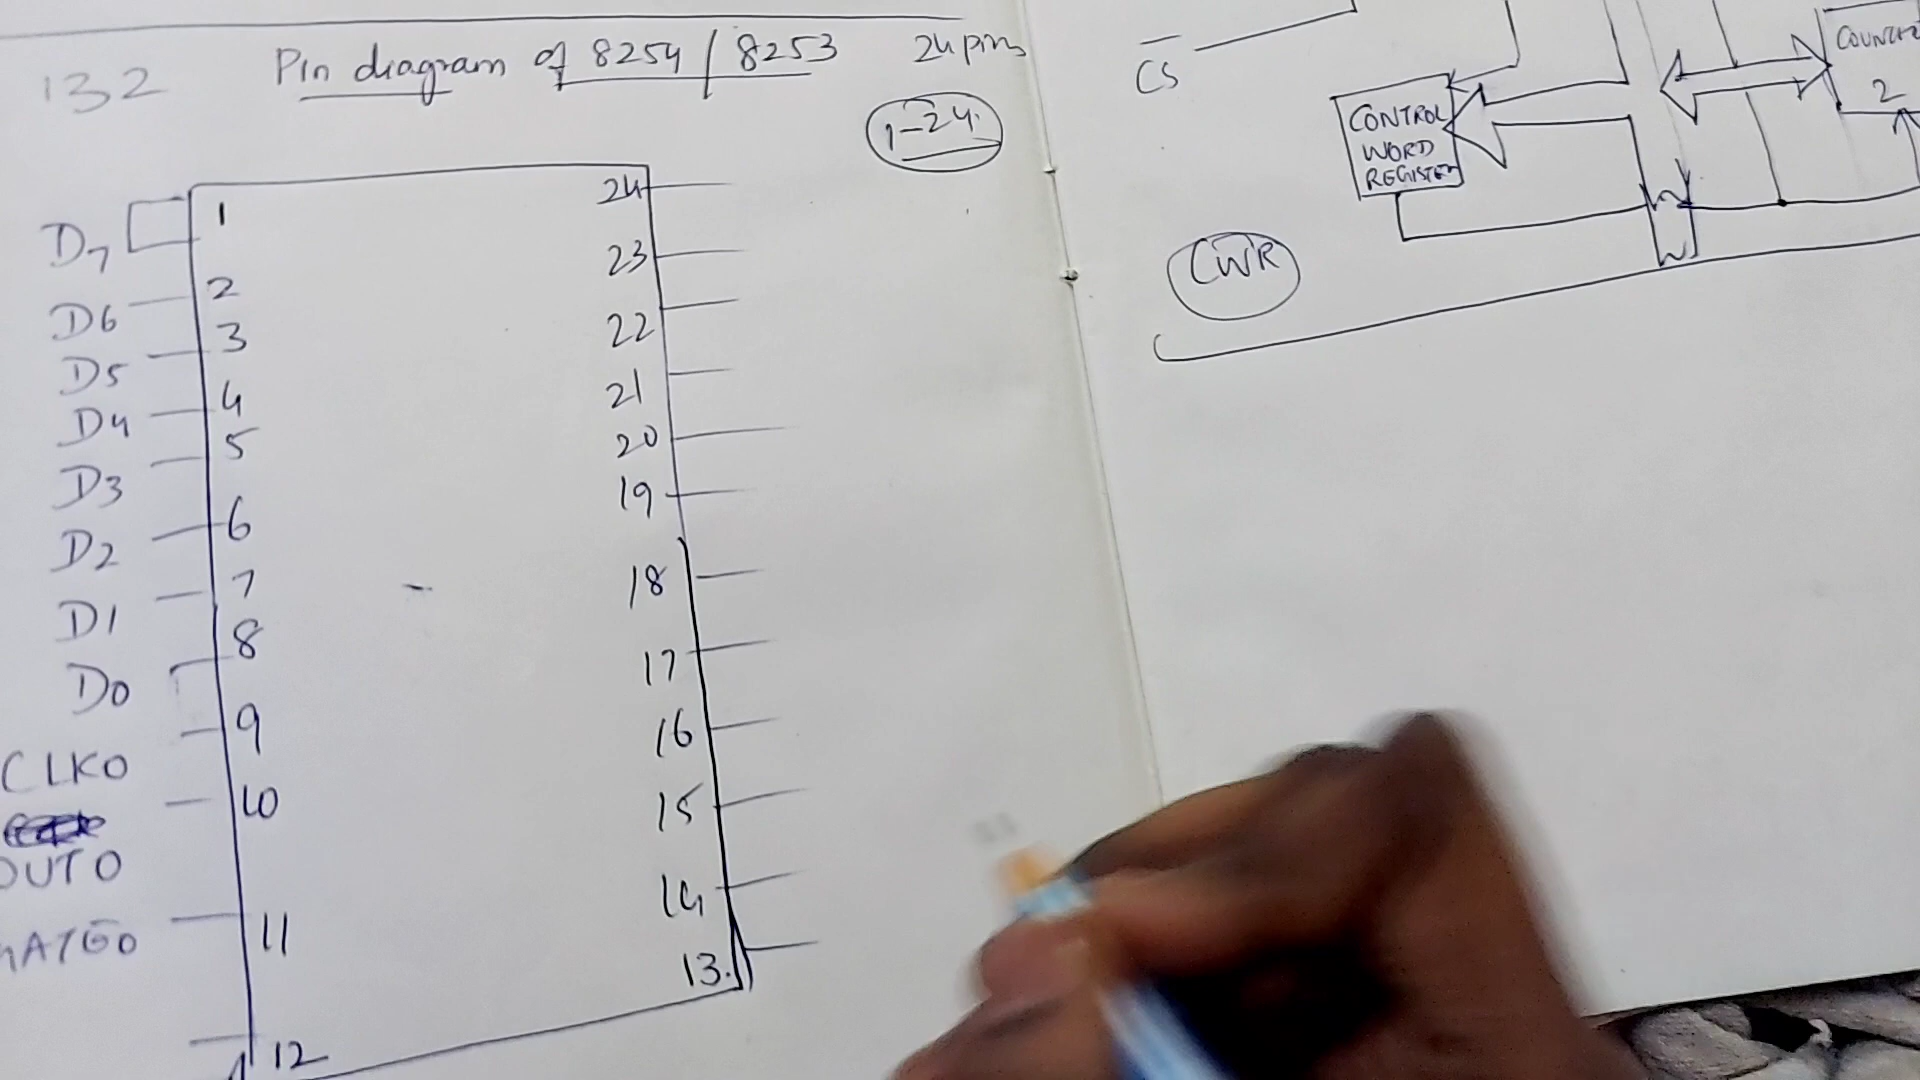 132
Pin diagram of 8254 / 8253 24 pins
1-24.
D7 1 24
D6 2 23
D5 3 22
D4 4 21
D3 5 20
D2 6 19
D1 7 18
D0 8 17
CLK0 9 16
10 15
OUT0
GATE0 11 14
12 13.
CS
CONTROL
WORD
REGISTER
COUNTER
2
CWR